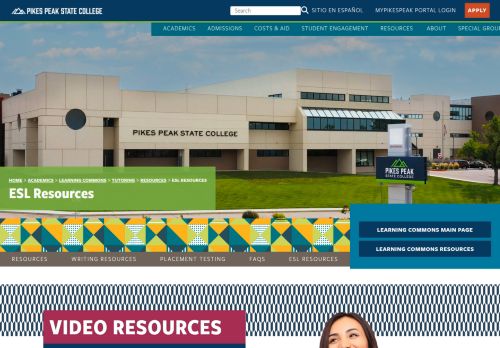 PIKES PEAK STATE COLLEGE
Search
SITIO EN ESPAÑOL
MYPIKESPEAK PORTAL LOGIN
APPLY
ACADEMICS ADMISSIONS COSTS & AID STUDENT ENGAGEMENT RESOURCES ABOUT SPECIAL GROU
PIKES PEAK STATE COLLEGE
PIKES PEAK
STATE COLLEGE
HOME > ACADEMICS > LEARNING COMMONS > TUTORING > RESOURCES > ESL RESOURCES
ESL Resources
LEARNING COMMONS MAIN PAGE
LEARNING COMMONS RESOURCES
RESOURCES WRITING RESOURCES PLACEMENT TESTING FAQS ESL RESOURCES
VIDEO RESOURCES